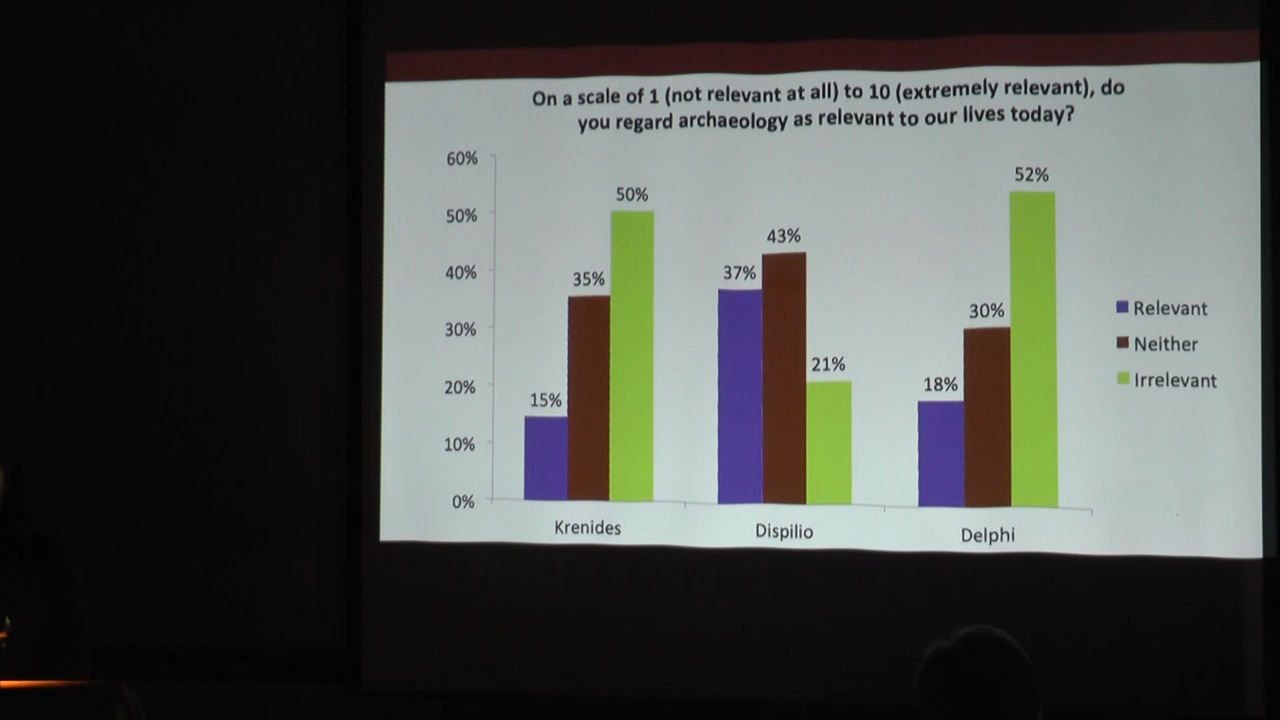 On a scale of 1 (not relevant at all) to 10 (extremely relevant), do
you regard archaeology as relevant to our lives today?
60%
50%
40%
30%
20%
10%
0%
15%
35%
50%
37%
43%
21%
18%
30%
52%
Krenides
Dispilio
Delphi
Relevant
Neither
Irrelevant